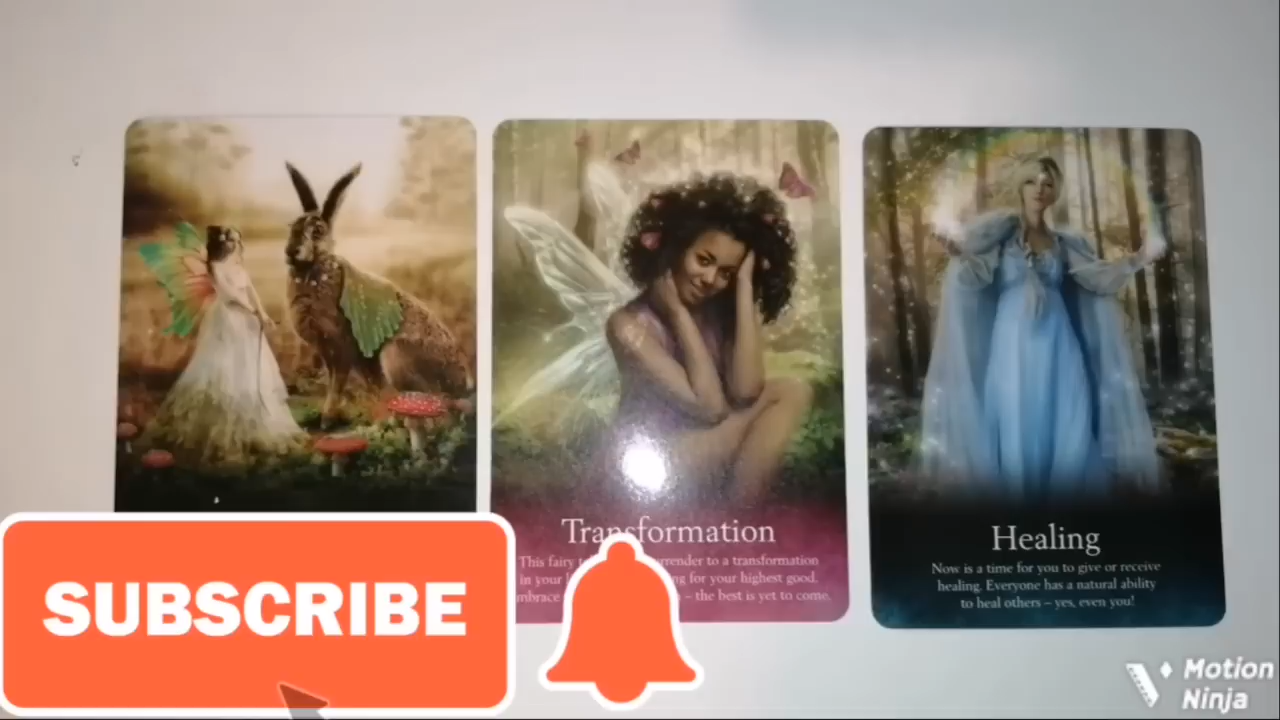 Transformation
This fairy t rrender to a transformation
in your ng for your highest good.
mbrace – the best is yet to come.
Healing
Now is a time for you to give or receive
healing. Everyone has a natural ability
to heal others – yes, even you!
SUBSCRIBE
Motion
Ninja